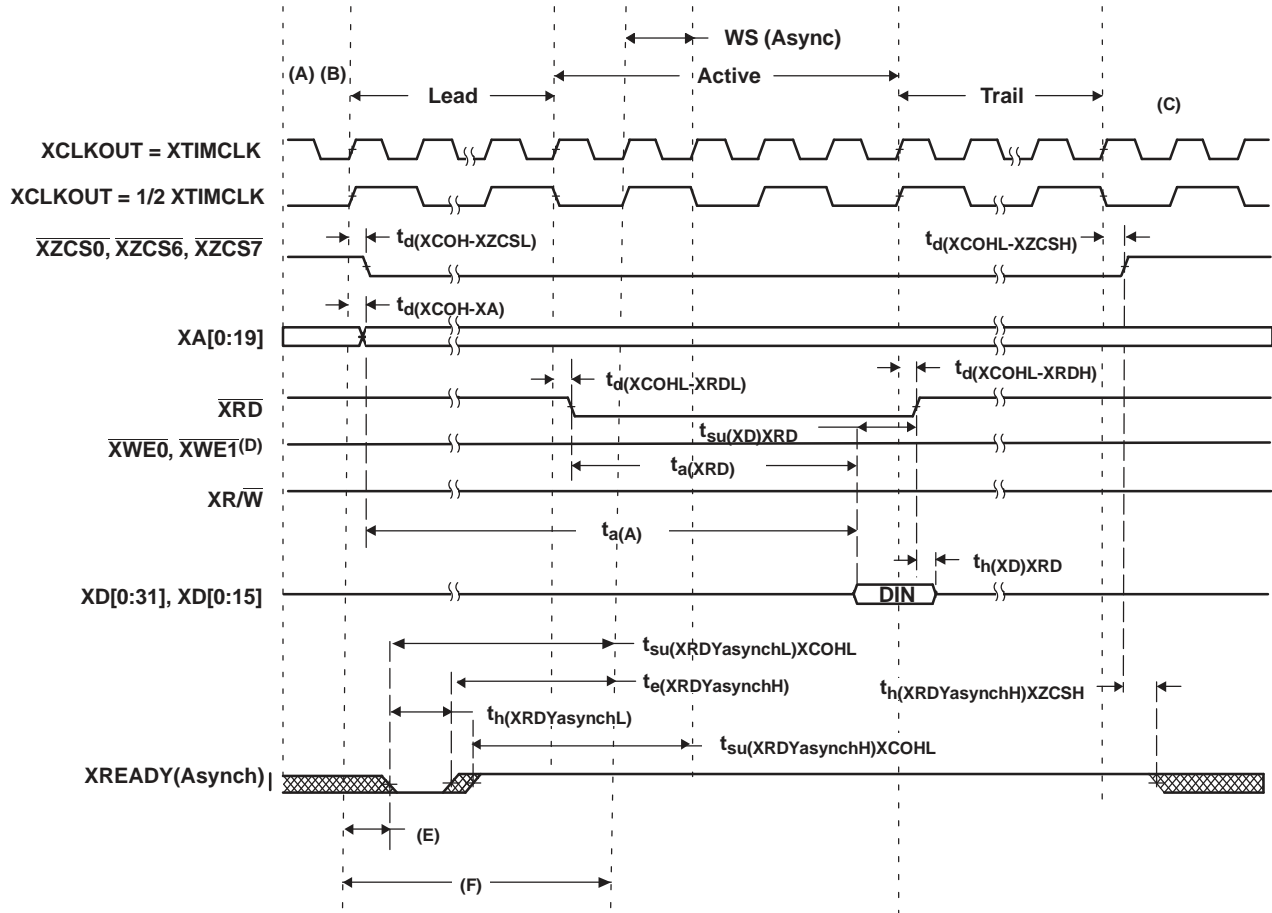 WS (Async)
(A) (B)
Active
Lead
Trail
(C)
XCLKOUT = XTIMCLK
XCLKOUT = 1/2 XTIMCLK
XZCS0, XZCS6, XZCS7
td(XCOH-XZCSL)
td(XCOHL-XZCSH)
td(XCOH-XA)
XA[0:19]
td(XCOHL-XRDL)
td(XCOHL-XRDH)
XRD
tsu(XD)XRD
XWE0, XWE1(D)
ta(XRD)
XR/W
ta(A)
th(XD)XRD
XD[0:31], XD[0:15]
DIN
tsu(XRDYasynchL)XCOHL
te(XRDYasynchH)
th(XRDYasynchH)XZCSH
th(XRDYasynchL)
tsu(XRDYasynchH)XCOHL
XREADY(Asynch)
(E)
(F)